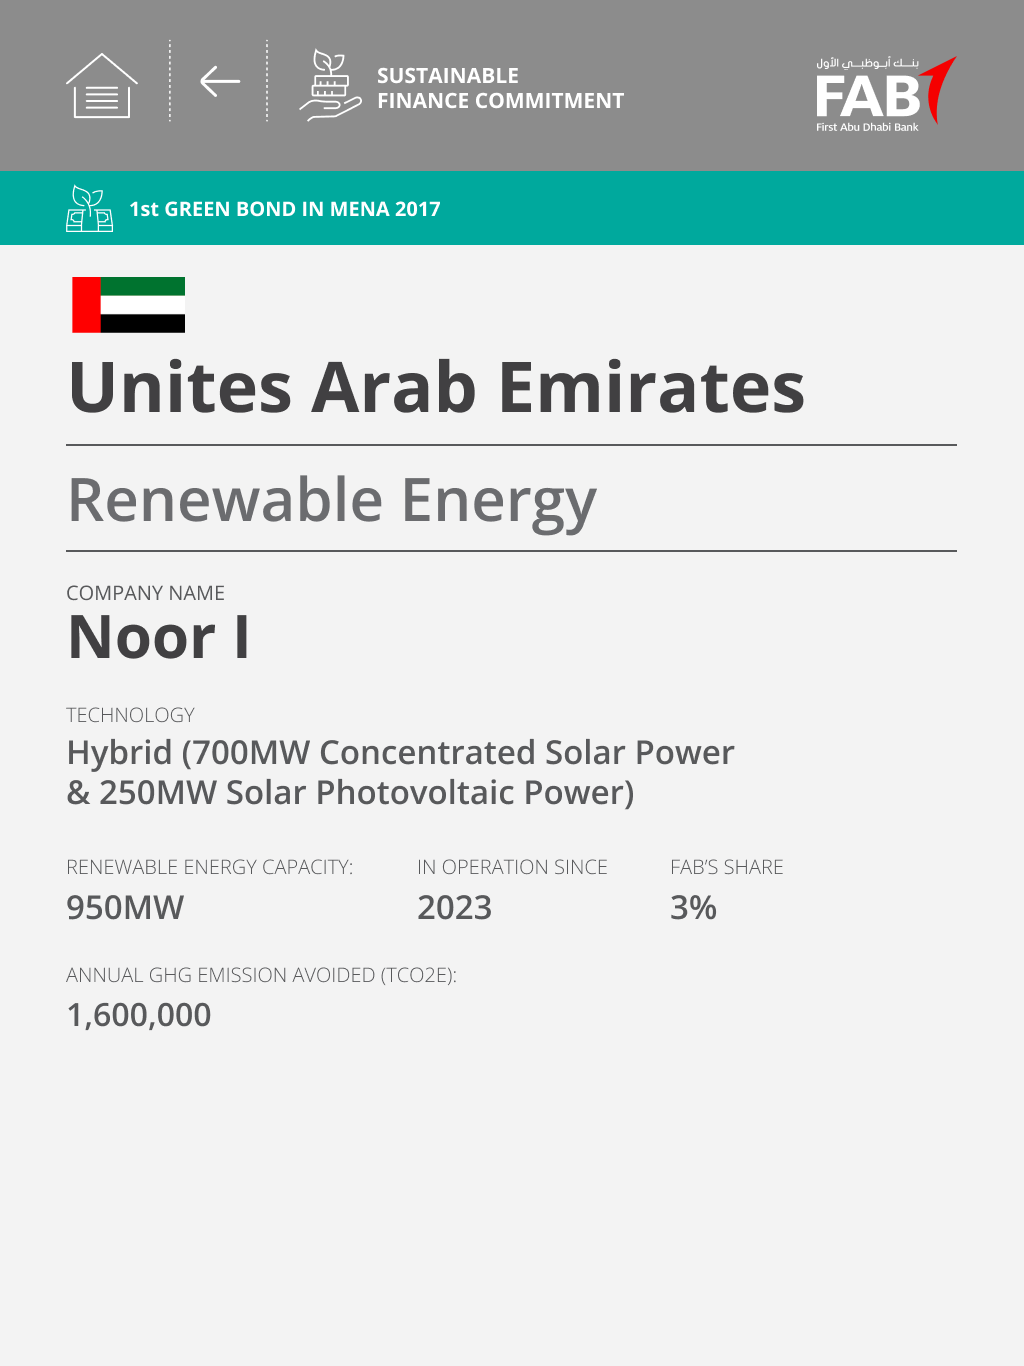 SUSTAINABLE
FINANCE COMMITMENT
بنــك أبوظبــي الأول
FAB
First Abu Dhabi Bank
1st GREEN BOND IN MENA 2017
Unites Arab Emirates
Renewable Energy
COMPANY NAME
Noor I
TECHNOLOGY
Hybrid (700MW Concentrated Solar Power
& 250MW Solar Photovoltaic Power)
RENEWABLE ENERGY CAPACITY: IN OPERATION SINCE FAB’S SHARE
950MW 2023 3%
ANNUAL GHG EMISSION AVOIDED (TCO2E):
1,600,000